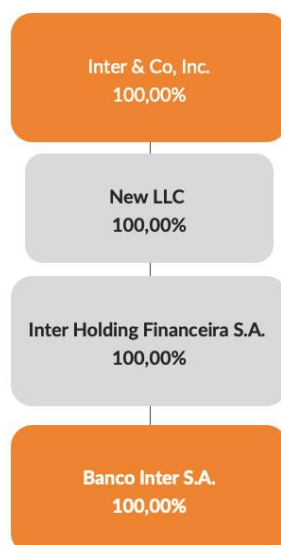 Inter & Co, Inc.
100,00%
New LLC
100,00%
Inter Holding Financeira S.A.
100,00%
Banco Inter S.A.
100,00%